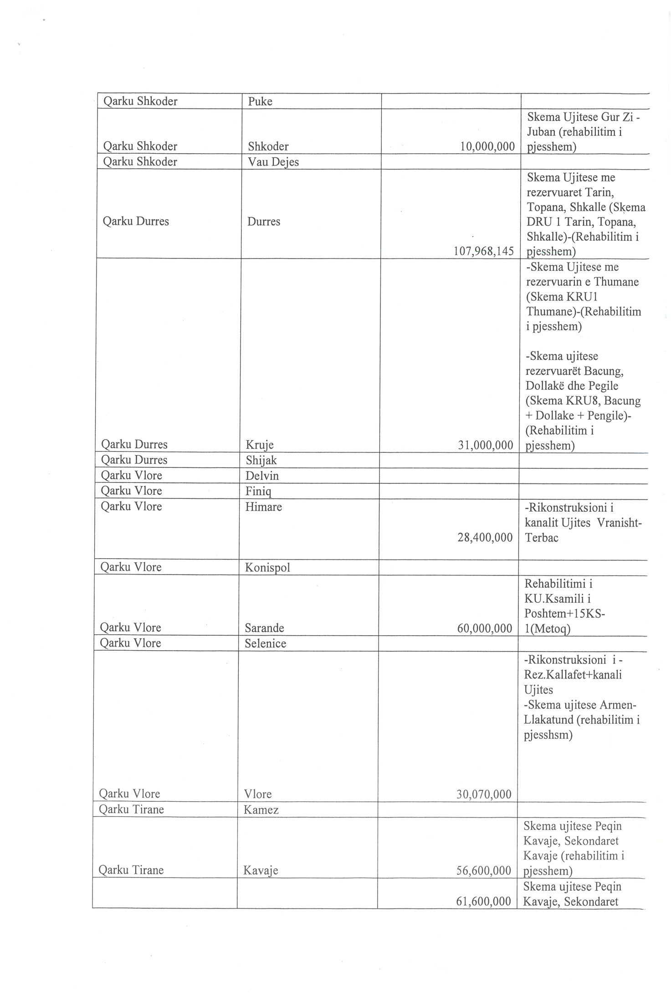 Qarku Shkoder Puke
Skema Ujitese Gur Zi -
Juban (rehabilitim i
Qarku Shkoder Shkoder 10,000,000 pjesshem)
Qarku Shkoder Vau Dejes
Skema Ujitese me
rezervuaret Tarin,
Topana, Shkalle (Skema
Qarku Durres Durres DRU 1 Tarin, Topana,
Shkalle)-(Rehabilitim i
107,968,145 pjesshem)
-Skema Ujitese me
rezervuarin e Thumane
(Skema KRU1
Thumane)-(Rehabilitim
i pjesshem)
-Skema ujitese
rezervuarët Bacung,
Dollakë dhe Pegile
(Skema KRU8, Bacung
+ Dollake + Pengile)-
(Rehabilitim i
Qarku Durres Kruje 31,000,000 pjesshem)
Qarku Durres Shijak
Qarku Vlore Delvin
Qarku Vlore Finiq
Qarku Vlore Himare -Rikonstruksioni i
kanalit Ujites Vranisht-
28,400,000 Terbac
Qarku Vlore Konispol
Rehabilitimi i
KU.Ksamili i
Poshtem+15KS-
Qarku Vlore Sarande 60,000,000 1(Metoq)
Qarku Vlore Selenice
-Rikonstruksioni i -
Rez.Kallafet+kanali
Ujites
-Skema ujitese Armen-
Llakatund (rehabilitim i
pjesshsm)
Qarku Vlore Vlore 30,070,000
Qarku Tirane Kamez
Skema ujitese Peqin
Kavaje, Sekondaret
Kavaje (rehabilitim i
Qarku Tirane Kavaje 56,600,000 pjesshem)
Skema ujitese Peqin
61,600,000 Kavaje, Sekondaret